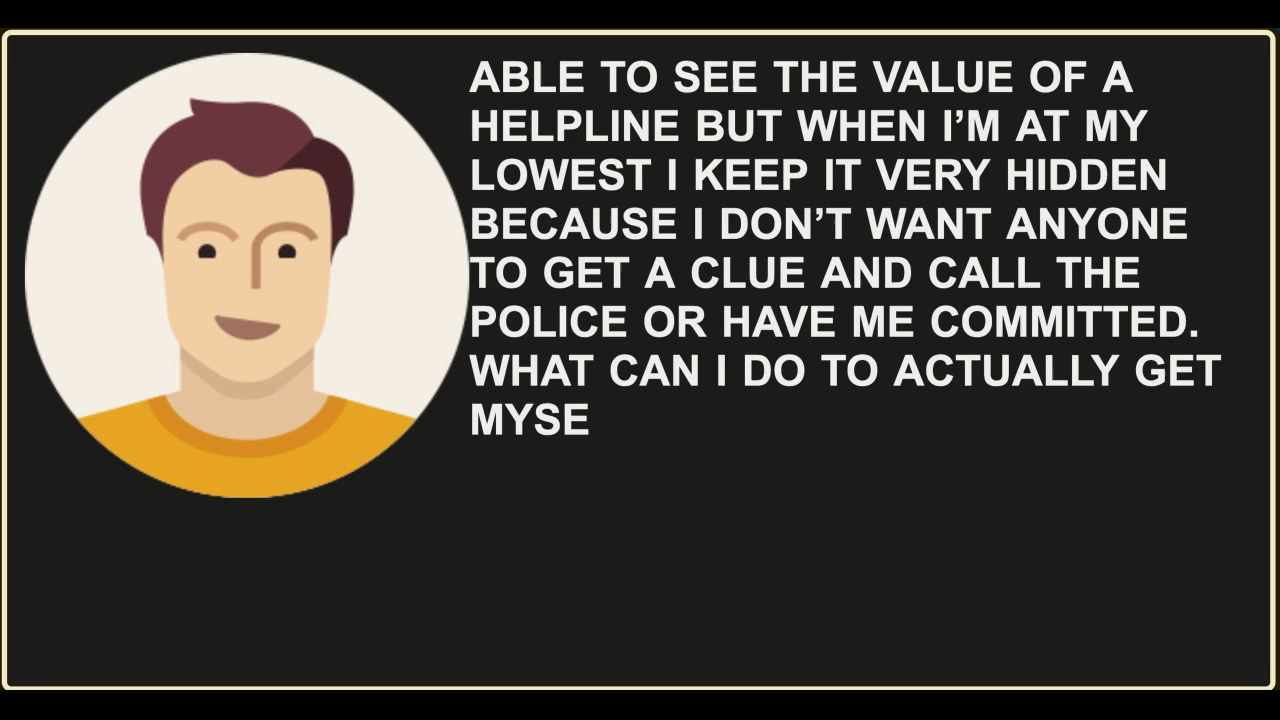 ABLE TO SEE THE VALUE OF A
HELPLINE BUT WHEN I’M AT MY
LOWEST I KEEP IT VERY HIDDEN
BECAUSE I DON’T WANT ANYONE
TO GET A CLUE AND CALL THE
POLICE OR HAVE ME COMMITTED.
WHAT CAN I DO TO ACTUALLY GET
MYSE